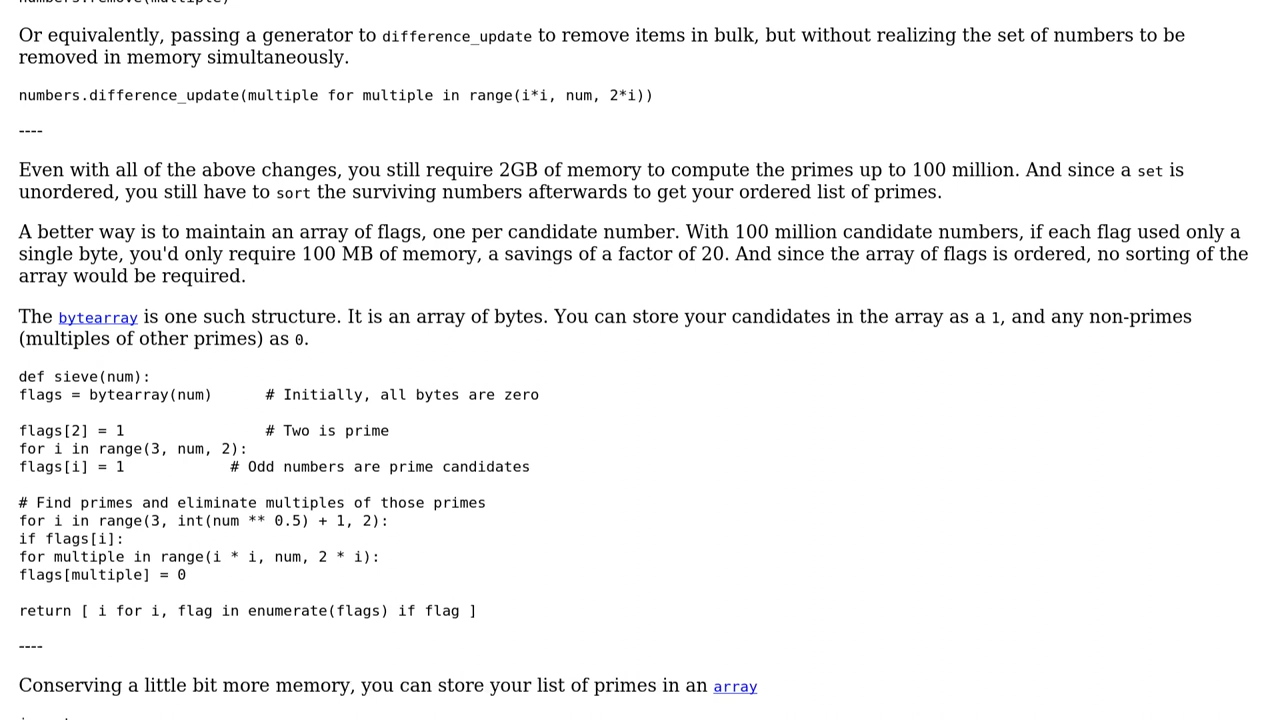 numbers.remove(multiple)
Or equivalently, passing a generator to difference_update to remove items in bulk, but without realizing the set of numbers to be
removed in memory simultaneously.
numbers.difference_update(multiple for multiple in range(i*i, num, 2*i))
----
Even with all of the above changes, you still require 2GB of memory to compute the primes up to 100 million. And since a set is
unordered, you still have to sort the surviving numbers afterwards to get your ordered list of primes.
A better way is to maintain an array of flags, one per candidate number. With 100 million candidate numbers, if each flag used only a
single byte, you'd only require 100 MB of memory, a savings of a factor of 20. And since the array of flags is ordered, no sorting of the
array would be required.
The bytearray is one such structure. It is an array of bytes. You can store your candidates in the array as a 1, and any non-primes
(multiples of other primes) as 0.
def sieve(num):
flags = bytearray(num)      # Initially, all bytes are zero
flags[2] = 1                # Two is prime
for i in range(3, num, 2):
flags[i] = 1            # Odd numbers are prime candidates
# Find primes and eliminate multiples of those primes
for i in range(3, int(num ** 0.5) + 1, 2):
if flags[i]:
for multiple in range(i * i, num, 2 * i):
flags[multiple] = 0
return [ i for i, flag in enumerate(flags) if flag ]
----
Conserving a little bit more memory, you can store your list of primes in an array